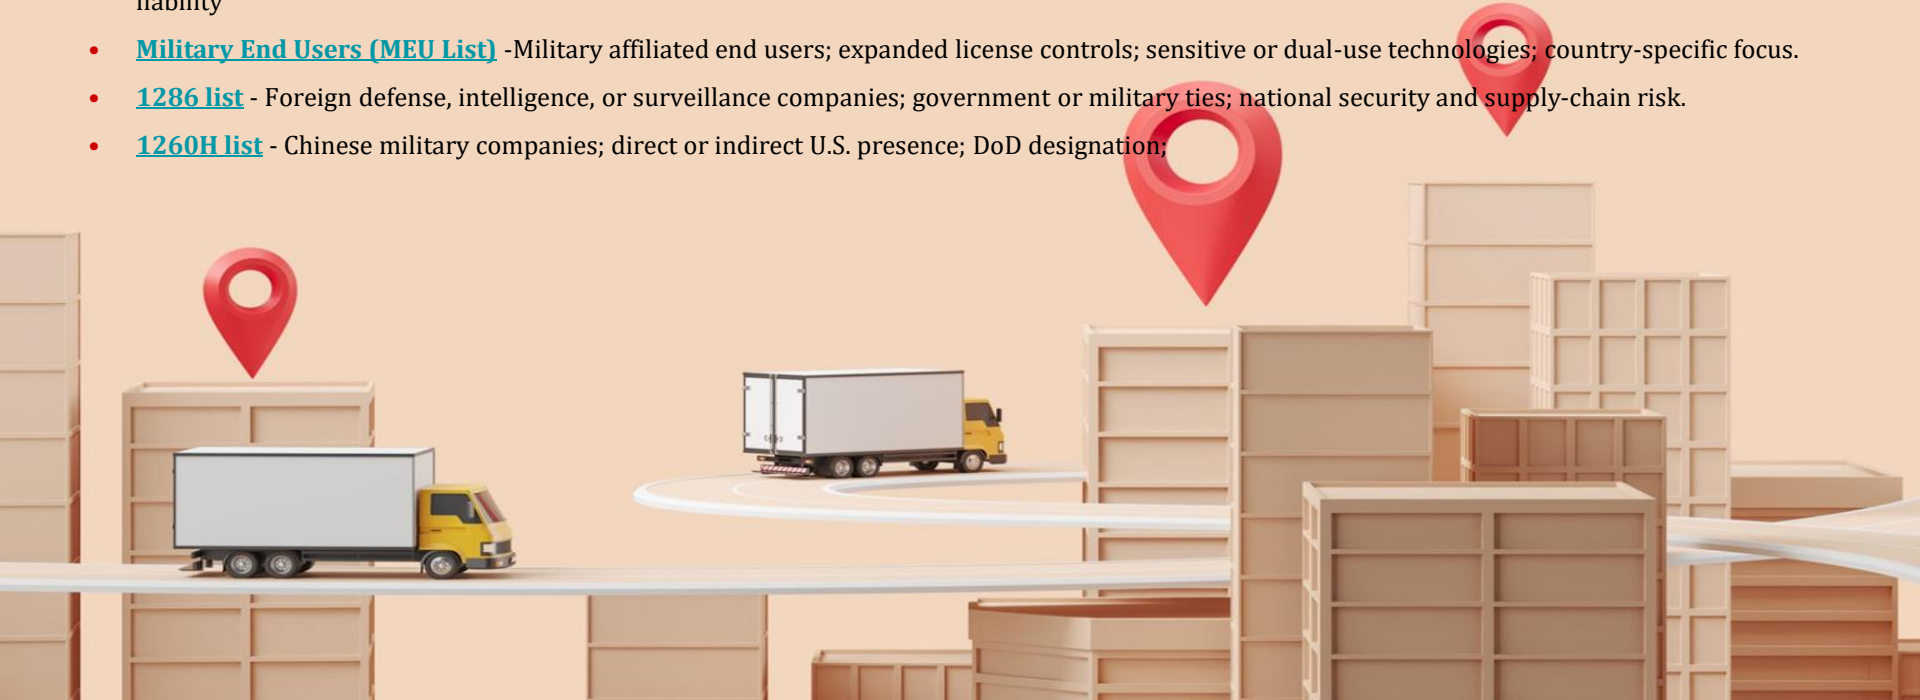 liability
• Military End Users (MEU List) -Military affiliated end users; expanded license controls; sensitive or dual-use technologies; country-specific focus.
• 1286 list - Foreign defense, intelligence, or surveillance companies; government or military ties; national security and supply-chain risk.
• 1260H list - Chinese military companies; direct or indirect U.S. presence; DoD designation;